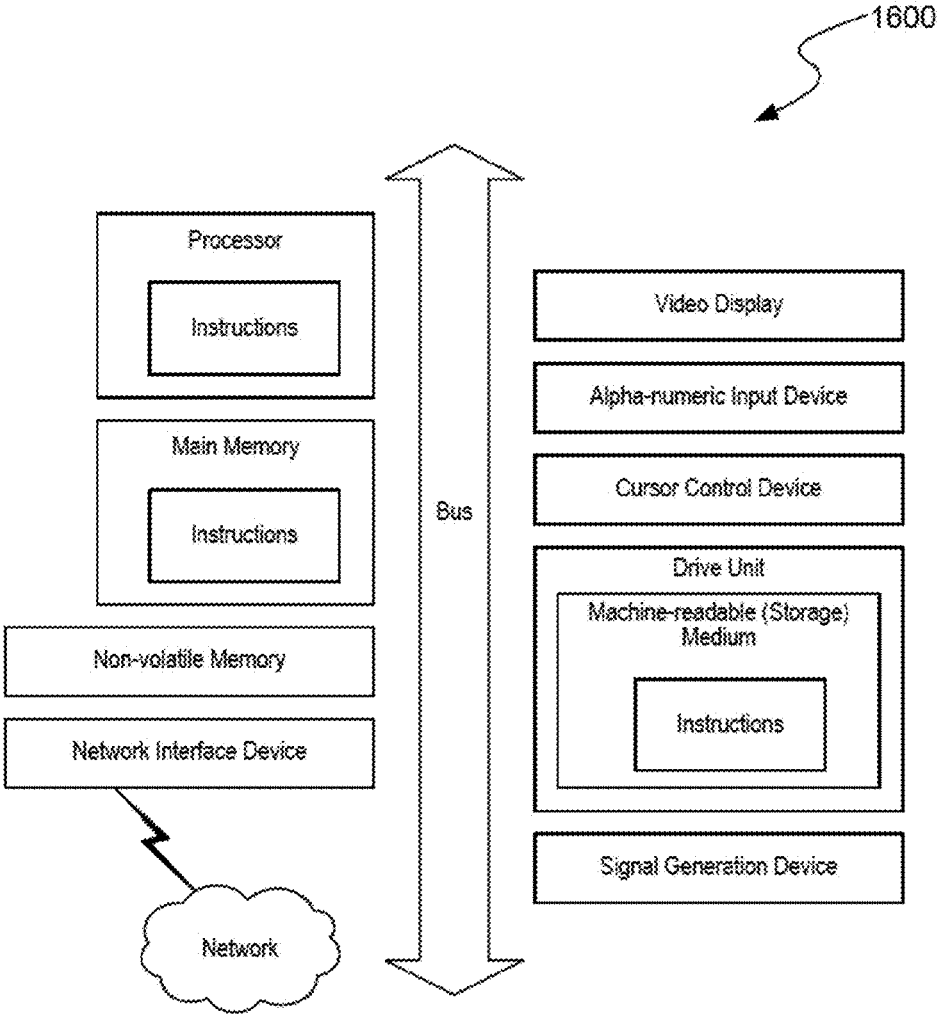 1600
Processor
Instructions
Main Memory
Instructions
Non-volatile Memory
Network Interface Device
Network
Bus
Video Display
Alpha-numeric Input Device
Cursor Control Device
Drive Unit
Machine-readable (Storage)
Medium
Instructions
Signal Generation Device